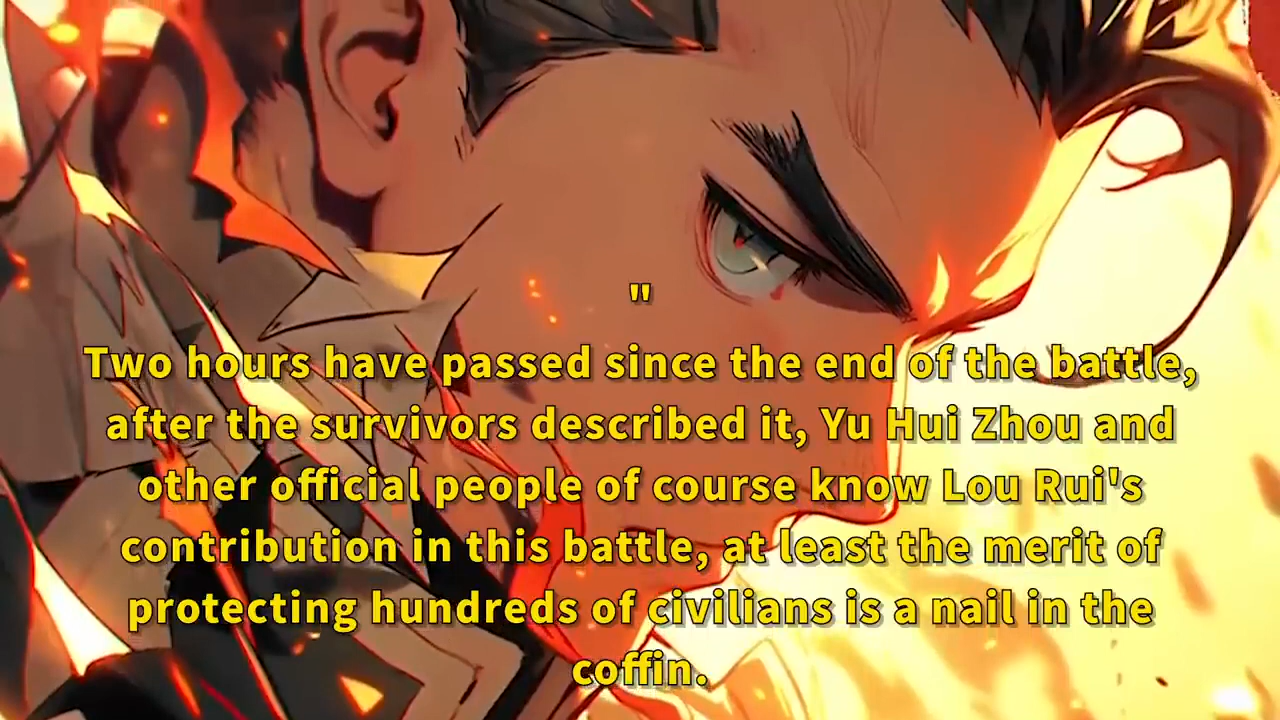 "
Two hours have passed since the end of the battle,
after the survivors described it, Yu Hui Zhou and
other official people of course know Lou Rui's
contribution in this battle, at least the merit of
protecting hundreds of civilians is a nail in the
coffin.